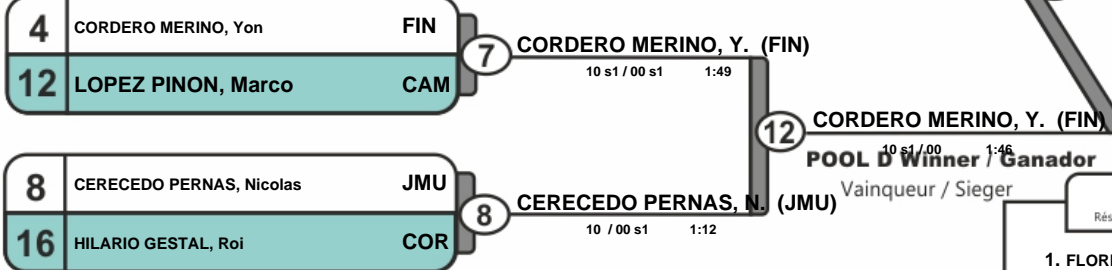 4 CORDERO MERINO, Yon FIN
12 LOPEZ PINON, Marco CAM
7 CORDERO MERINO, Y. (FIN)
10 s1 / 00 s1 1:49
12 CORDERO MERINO, Y. (FIN)
10 s1 / 00 1:46
POOL D Winner / Ganador
Vainqueur / Sieger
8 CERECEDO PERNAS, Nicolas JMU
16 HILARIO GESTAL, Roi COR
8 CERECEDO PERNAS, N. (JMU)
10 / 00 s1 1:12
1.